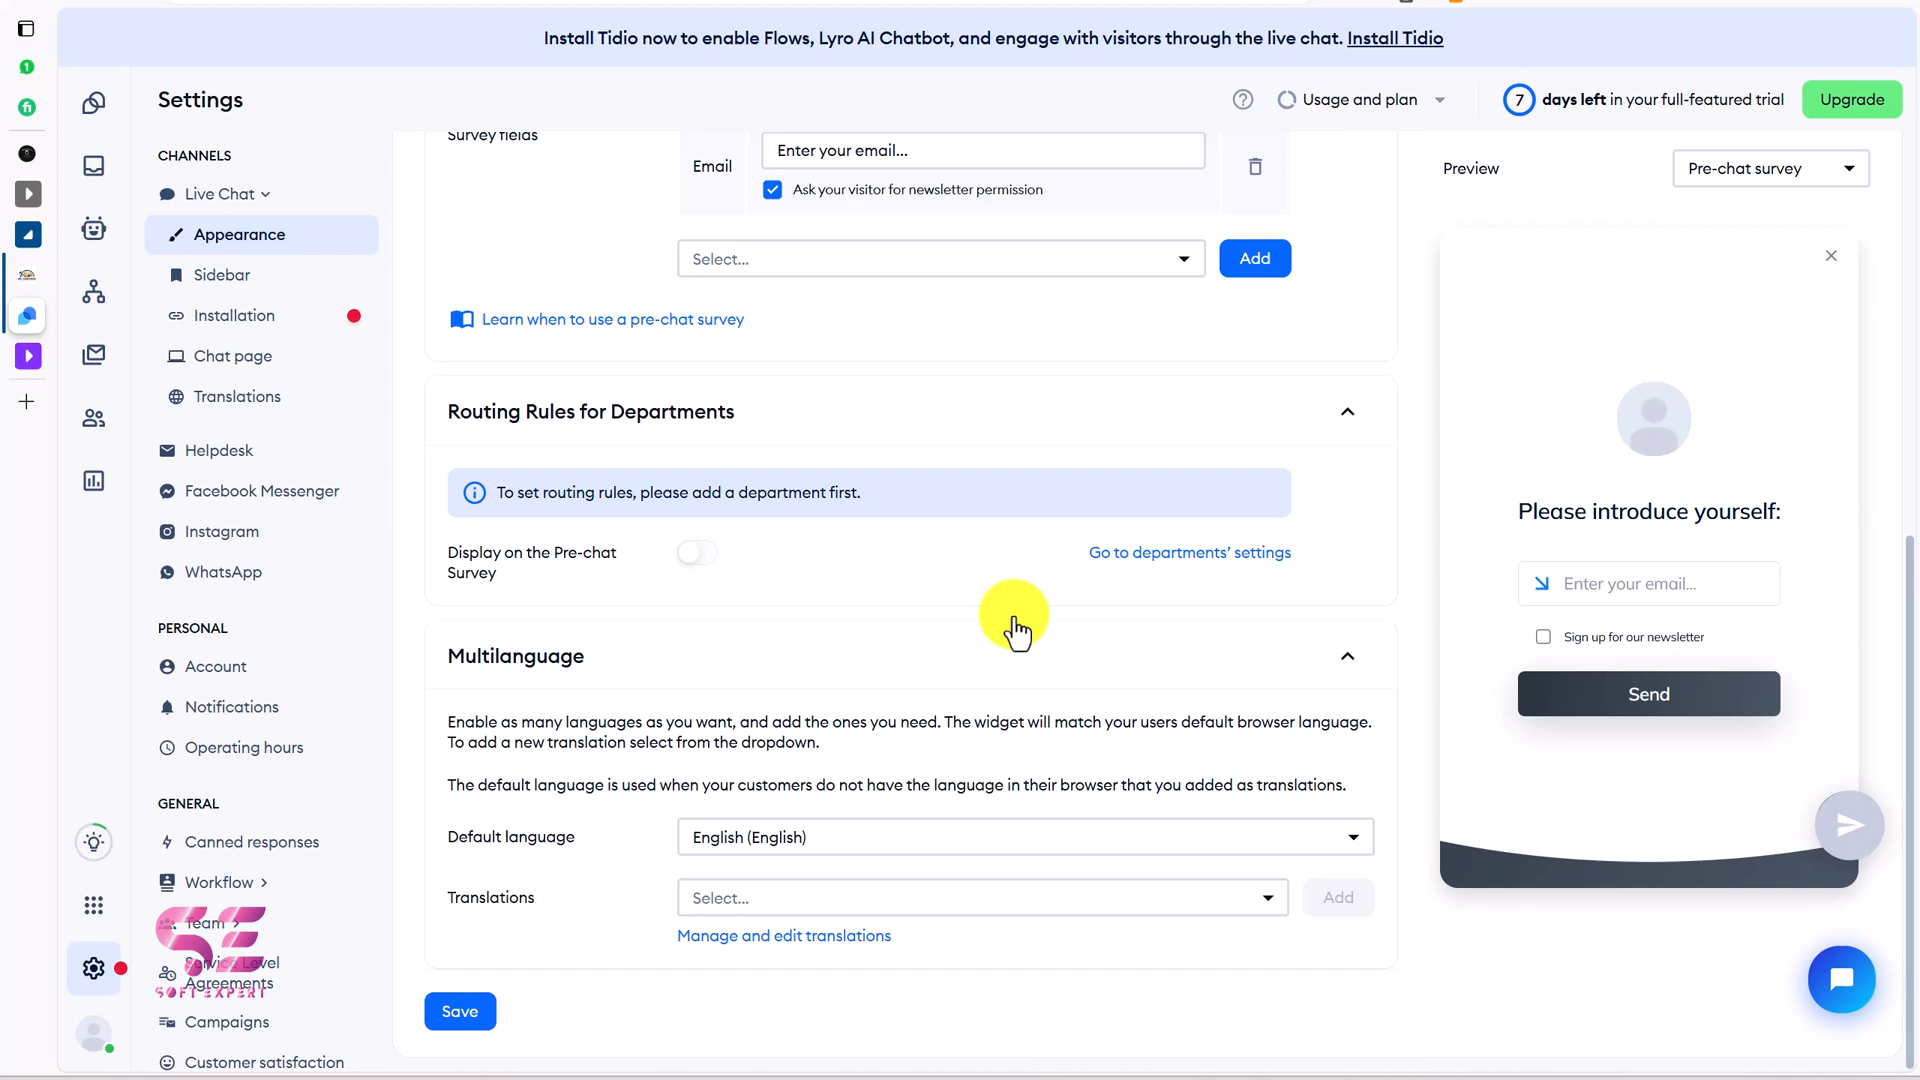 Install Tidio now to enable Flows, Lyro AI Chatbot, and engage with visitors through the live chat. Install Tidio
Settings
Usage and plan
7 days left in your full-featured trial
Upgrade
CHANNELS
Live Chat
Appearance
Sidebar
Installation
Chat page
Translations
Helpdesk
Facebook Messenger
Instagram
WhatsApp
PERSONAL
Account
Notifications
Operating hours
GENERAL
Canned responses
Workflow
Team
Service Level
Agreements
SE
SOFT EXPERT
Campaigns
Customer satisfaction
Survey fields
Email
Enter your email...
Ask your visitor for newsletter permission
Select...
Add
Learn when to use a pre-chat survey
Routing Rules for Departments
To set routing rules, please add a department first.
Display on the Pre-chat
Survey
Go to departments' settings
Multilanguage
Enable as many languages as you want, and add the ones you need. The widget will match your users default browser language.
To add a new translation select from the dropdown.
The default language is used when your customers do not have the language in their browser that you added as translations.
Default language
English (English)
Translations
Select...
Add
Manage and edit translations
Save
Preview
Pre-chat survey
Please introduce yourself:
Enter your email...
Sign up for our newsletter
Send